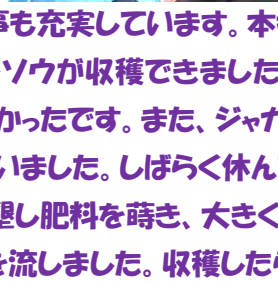 事も充実しています。本
ソウが収穫できました
かったです。また、ジャガ
いました。しばらく休ん
墾し肥料を蒔き、大きく
を流しました。収穫したら